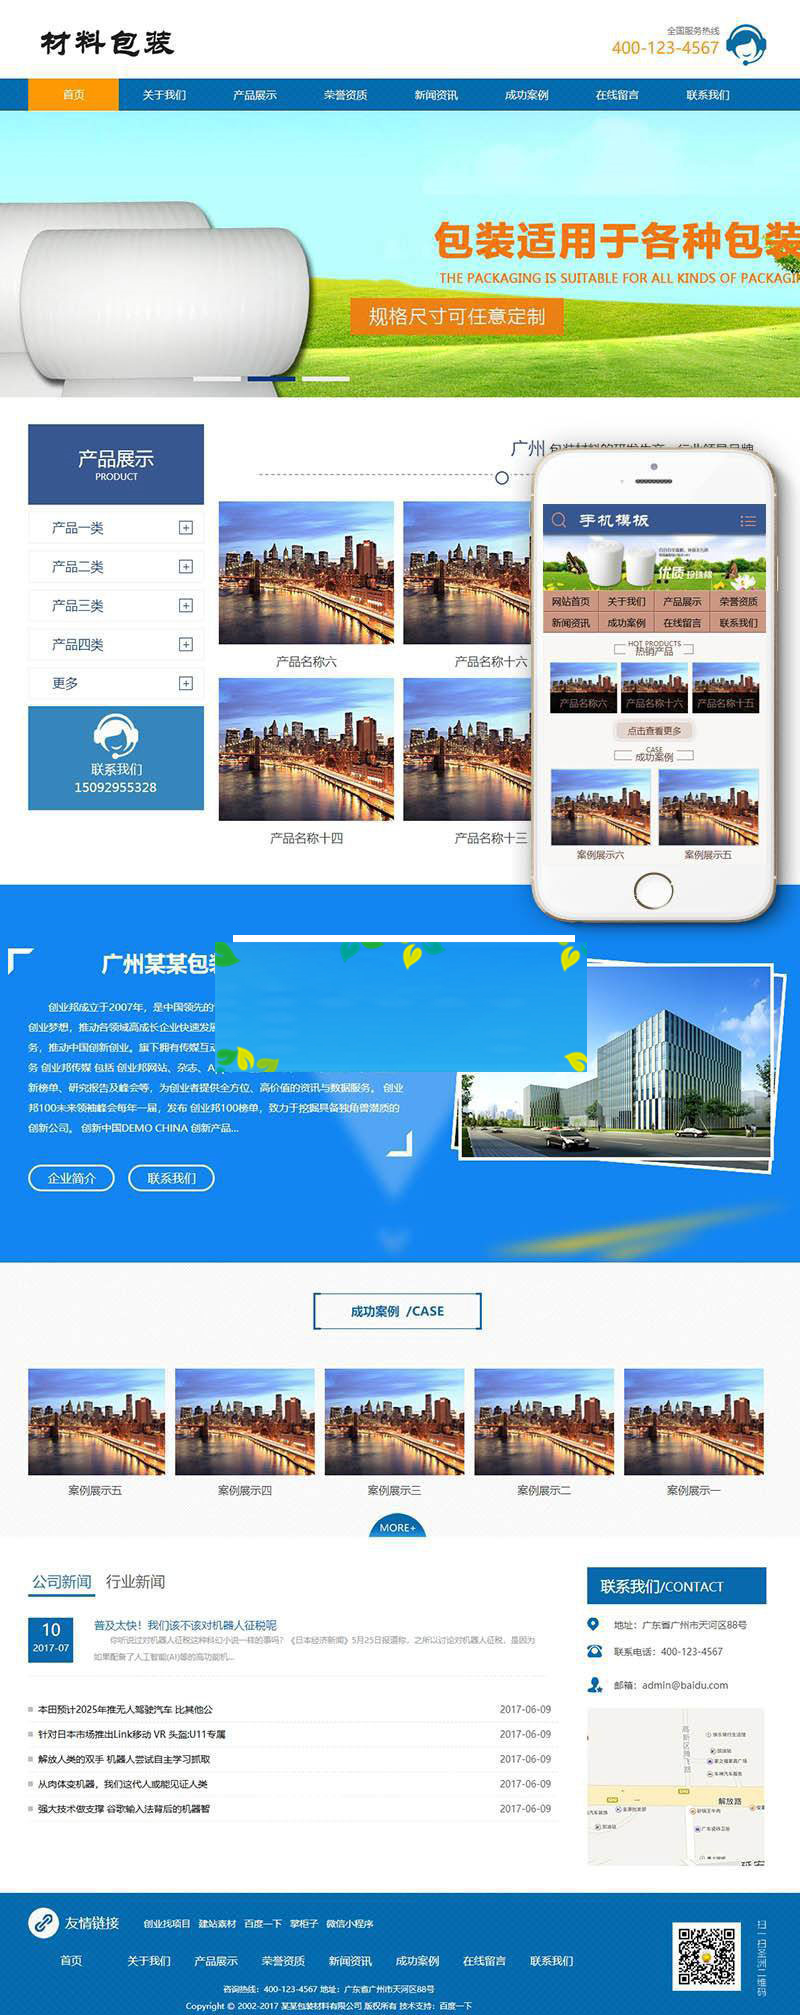 材料包装
全国服务热线
400-123-4567
首页 关于我们 产品展示 荣誉资质 新闻资讯 成功案例 在线留言 联系我们
包装适用于各种包装
THE PACKAGING IS SUITABLE FOR ALL KINDS OF PACKAGI
规格尺寸可任意定制
产品展示
PRODUCT
产品一类
产品二类
产品三类
产品四类
更多
联系我们
15092955328
广州
产品名称六
产品名称十六
产品名称十四
产品名称十三
手机模板
优质
网站首页 关于我们 产品展示 荣誉资质
新闻资讯 成功案例 在线留言 联系我们
HOT PRODUCTS
热销产品
产品名称六 产品名称十六 产品名称十五
点击查看更多
CASE
成功案例
案例展示六 案例展示五
广州某某包
创业邦成立于2007年，是中国领先的
创业梦想，推动各领域高成长企业快速发展
务，推动中国创新创业。旗下拥有传媒互
务 创业邦传媒 包括 创业邦网站、杂志、A
新榜单、研究报告及峰会等，为创业者提供全方位、高价值的资讯与数据服务。 创业
邦100未来领袖峰会每年一届，发布 创业邦100榜单，致力于挖掘具备独角兽潜质的
创新公司。 创新中国DEMO CHINA 创新产品...
企业简介 联系我们
成功案例 /CASE
案例展示五 案例展示四 案例展示三 案例展示二 案例展示一
MORE+
公司新闻 行业新闻
10
2017-07
普及太快！我们该不该对机器人征税呢
你听说过对机器人征税这种科幻小说一样的事吗？《日本经济新闻》5月25日报道称，之所以讨论对机器人征税，是因为
如果配备了人工智能(AI)等的高功能机...
本田预计2025年推无人驾驶汽车 比其他公 2017-06-09
针对日本市场推出Link移动 VR 头盔:U11专属 2017-06-09
解放人类的双手 机器人尝试自主学习抓取 2017-06-09
从肉体变机器，我们这代人或能见证人类 2017-06-09
强大技术做支撑 谷歌输入法背后的机器智 2017-06-09
联系我们/CONTACT
地址：广东省广州市天河区88号
联系电话：400-123-4567
邮箱：admin@baidu.com
高新区腾飞路
解放路
友情链接 创业找项目 建站素材 百度一下 掌柜子 微信小程序
首页 关于我们 产品展示 荣誉资质 新闻资讯 成功案例 在线留言 联系我们
咨询热线：400-123-4567 地址：广东省广州市天河区88号
Copyright © 2002-2017 某某包装材料有限公司 版权所有 技术支持：百度一下